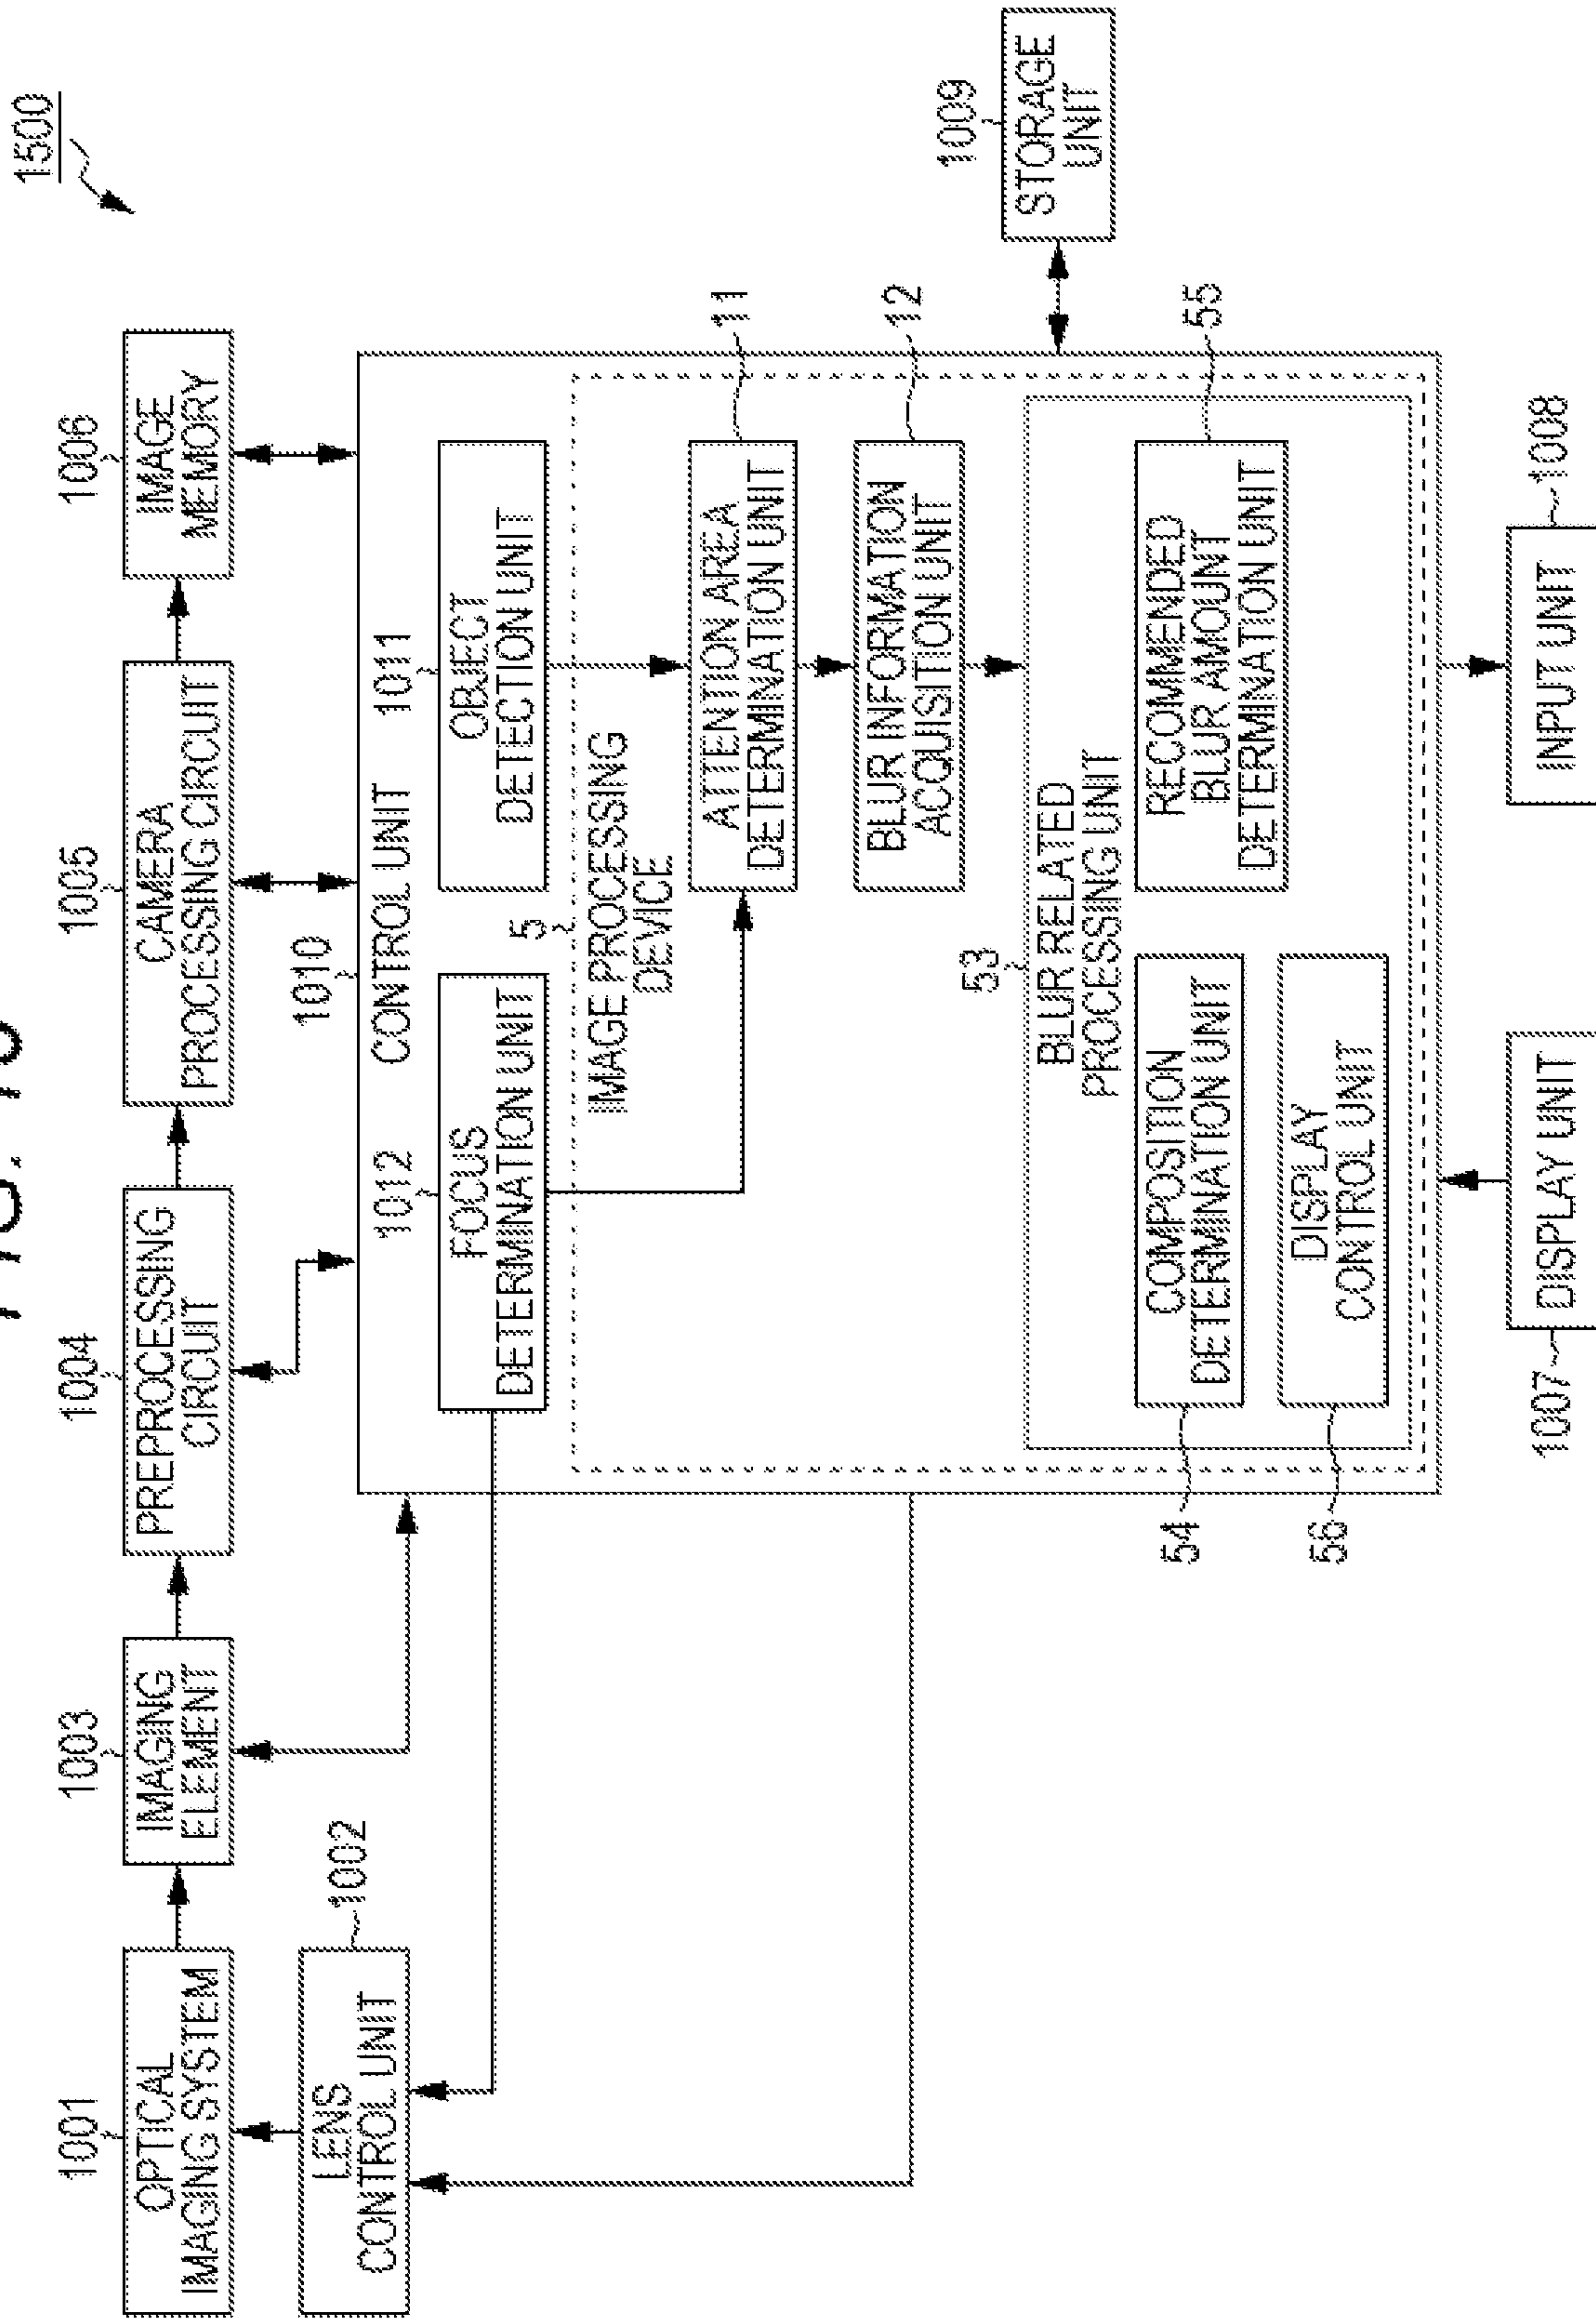 FIG.
1500
1001
1003
1004
1005
1006
OPTICAL
IMAGING SYSTEM
IMAGING
ELEMENT
PREPROCESSING
CIRCUIT
CAMERA
PROCESSING CIRCUIT
IMAGE
MEMORY
1002
LENS
CONTROL UNIT
1010
CONTROL UNIT
1012
FOCUS
DETERMINATION UNIT
1011
OBJECT
DETECTION UNIT
5
IMAGE PROCESSING
DEVICE
11
ATTENTION AREA
DETERMINATION UNIT
12
BLUR INFORMATION
ACQUISITION UNIT
1009
STORAGE
UNIT
53
BLUR RELATED
PROCESSING UNIT
54
COMPOSITION
DETERMINATION UNIT
55
RECOMMENDED
BLUR AMOUNT
DETERMINATION UNIT
56
DISPLAY
CONTROL UNIT
1007
DISPLAY UNIT
INPUT UNIT
1008